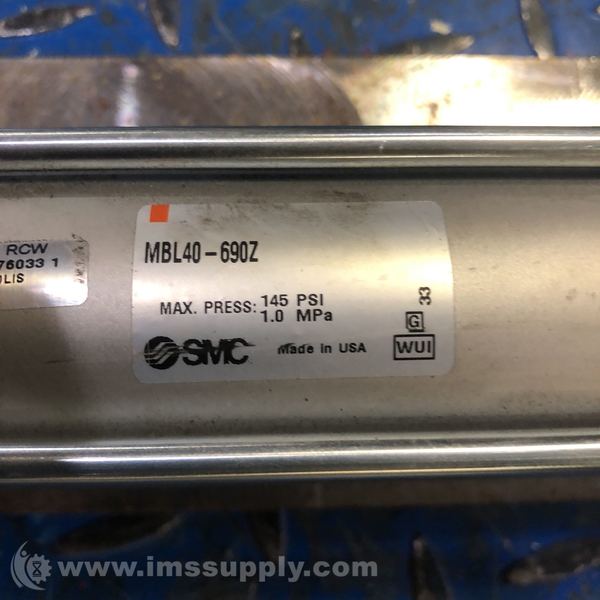 RCW
76033 1
LIS
MBL40-690Z
MAX. PRESS: 145 PSI
1.0 MPa
SMC
Made in USA
33
G
WUI
www.imssupply.com